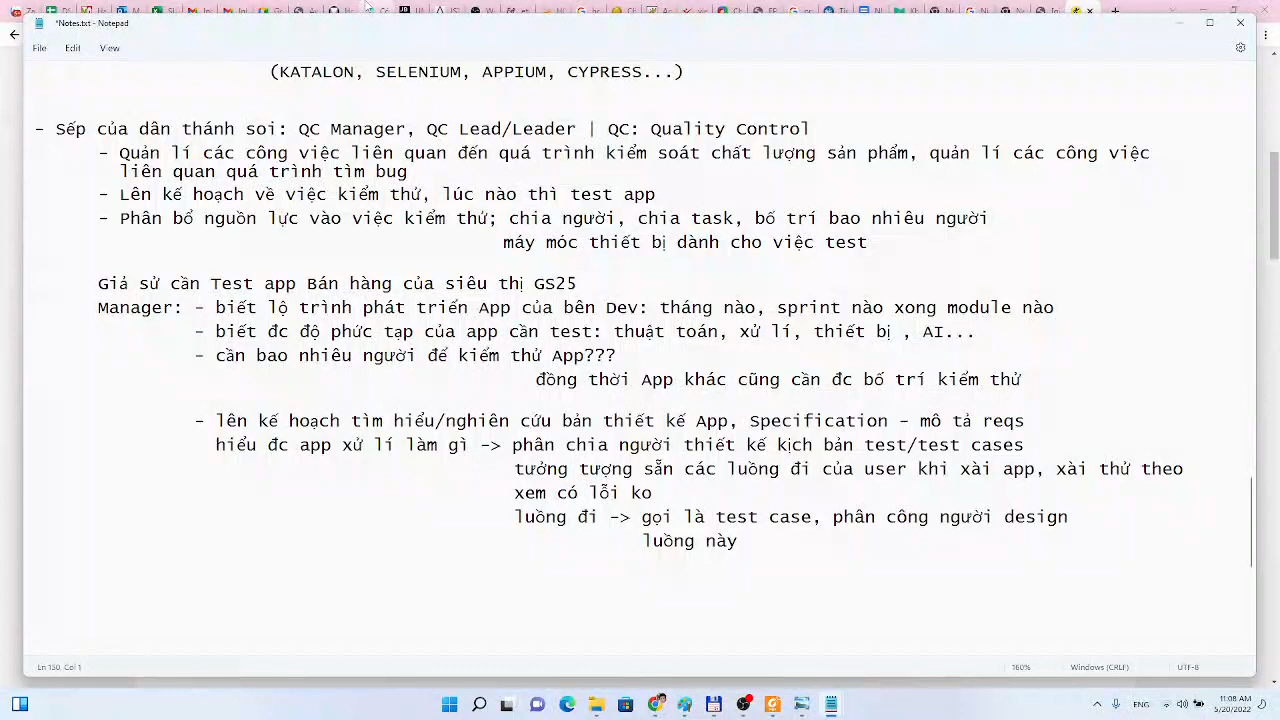 *Notes.txt - Notepad
File Edit View
(KATALON, SELENIUM, APPIUM, CYPRESS...)
- Sếp của dân thánh soi: QC Manager, QC Lead/Leader | QC: Quality Control
- Quản lí các công việc liên quan đến quá trình kiểm soát chất lượng sản phẩm, quản lí các công việc
liên quan quá trình tìm bug
- Lên kế hoạch về việc kiểm thử, lúc nào thì test app
- Phân bổ nguồn lực vào việc kiểm thử; chia người, chia task, bố trí bao nhiêu người
máy móc thiết bị dành cho việc test
Giả sử cần Test app Bán hàng của siêu thị GS25
Manager: - biết lộ trình phát triển App của bên Dev: tháng nào, sprint nào xong module nào
- biết đc độ phức tạp của app cần test: thuật toán, xử lí, thiết bị , AI...
- cần bao nhiêu người để kiểm thử App???
đồng thời App khác cũng cần đc bố trí kiểm thử
- lên kế hoạch tìm hiểu/nghiên cứu bản thiết kế App, Specification - mô tả reqs
hiểu đc app xử lí làm gì -> phân chia người thiết kế kịch bản test/test cases
tưởng tượng sẵn các luồng đi của user khi xài app, xài thử theo
xem có lỗi ko
luồng đi -> gọi là test case, phân công người design
luồng này
Ln 150, Col 1 160% Windows (CRLF) UTF-8
ENG 11:08 AM
5/20/2022